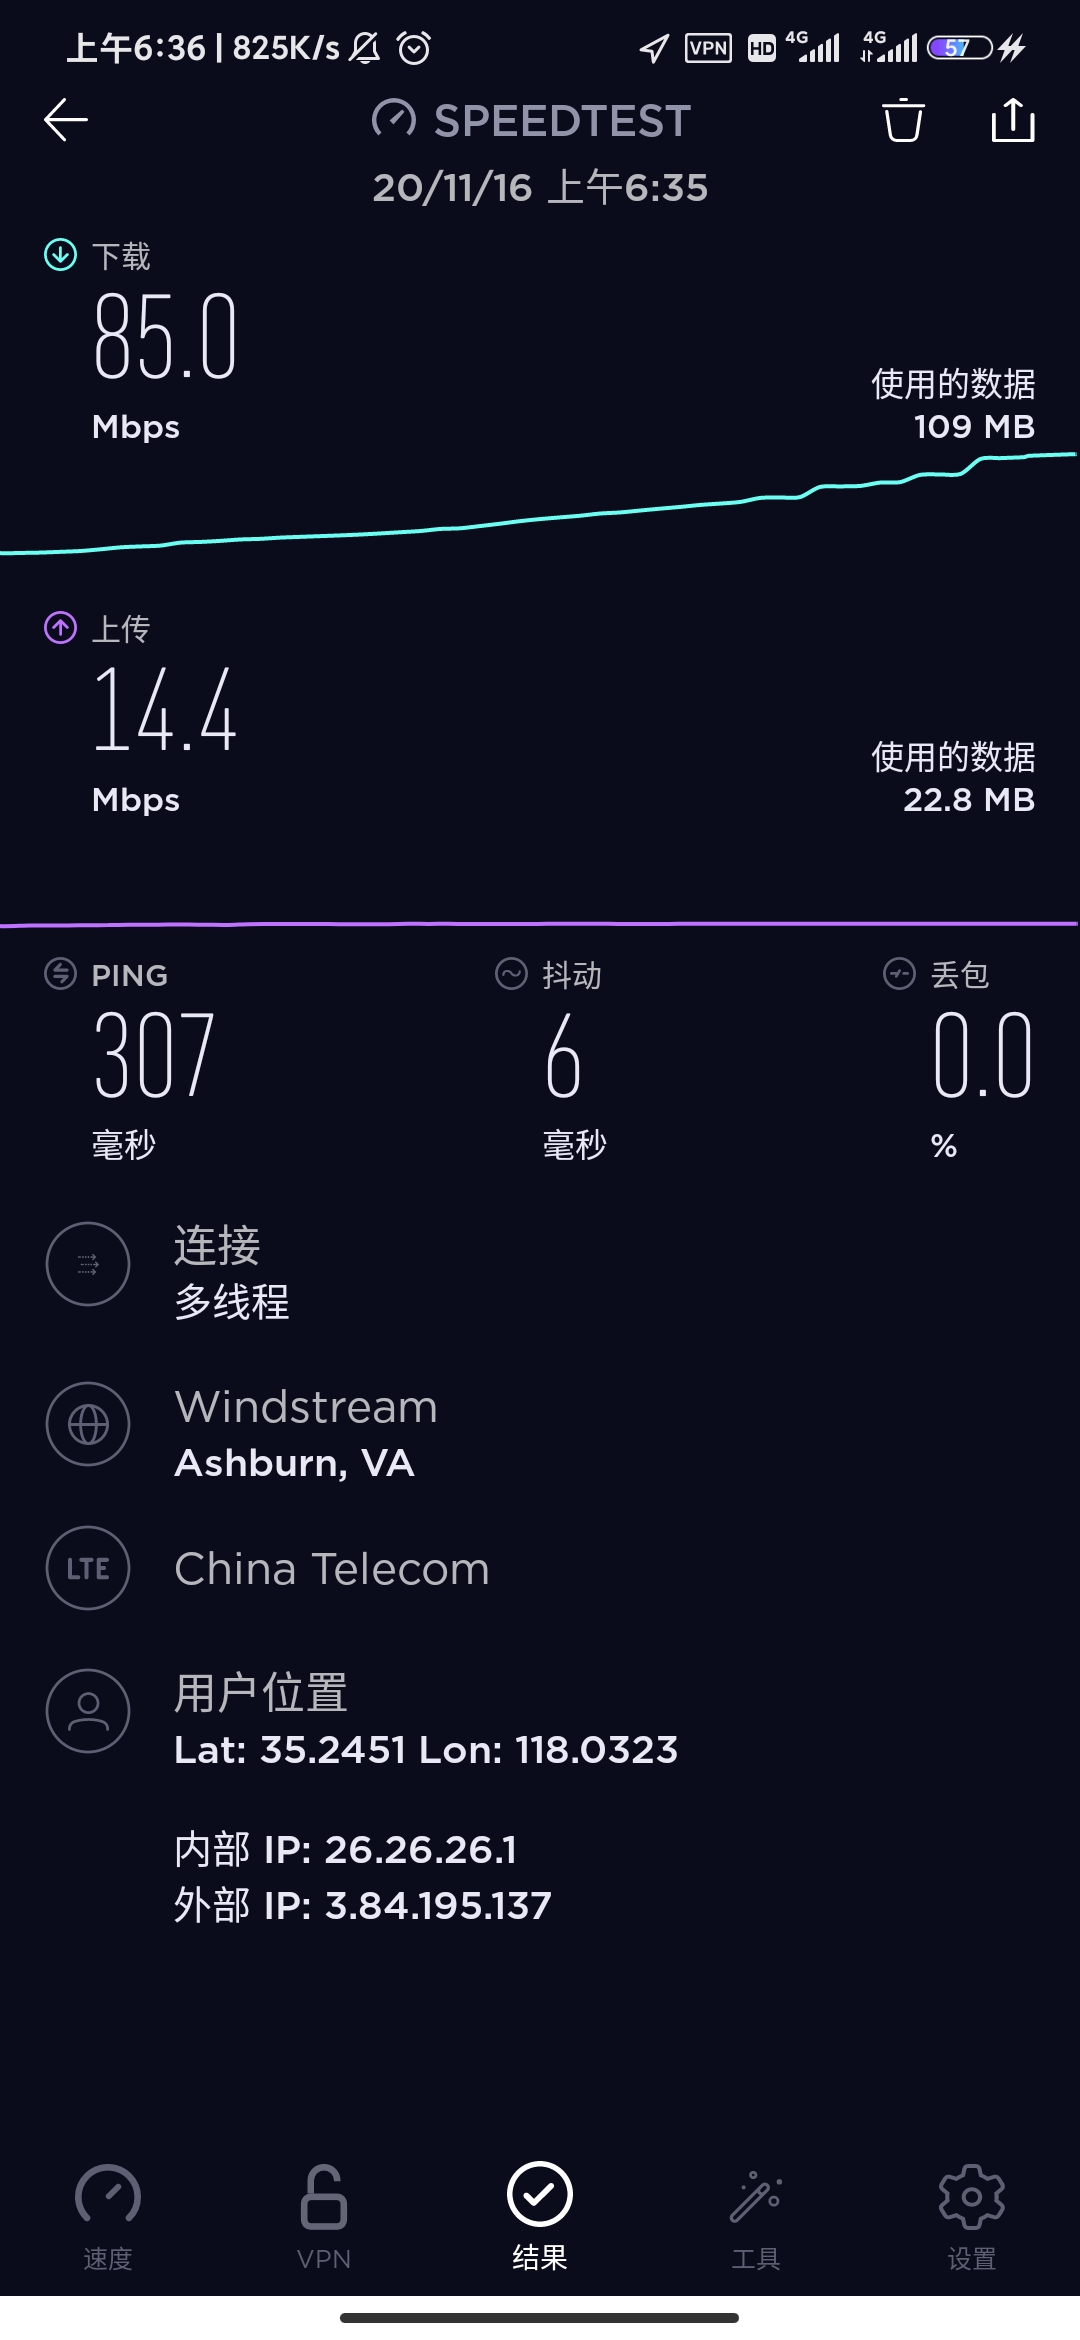 上午6:36 | 825K/s VPN HD 4G 4G 57
SPEEDTEST
20/11/16 上午6:35
下载
85.0
Mbps
使用的数据
109 MB
上传
14.4
Mbps
使用的数据
22.8 MB
PING 抖动 丢包
307 6 0.0
毫秒 毫秒 %
连接
多线程
Windstream
Ashburn, VA
LTE China Telecom
用户位置
Lat: 35.2451 Lon: 118.0323
内部 IP: 26.26.26.1
外部 IP: 3.84.195.137
速度 VPN 结果 工具 设置